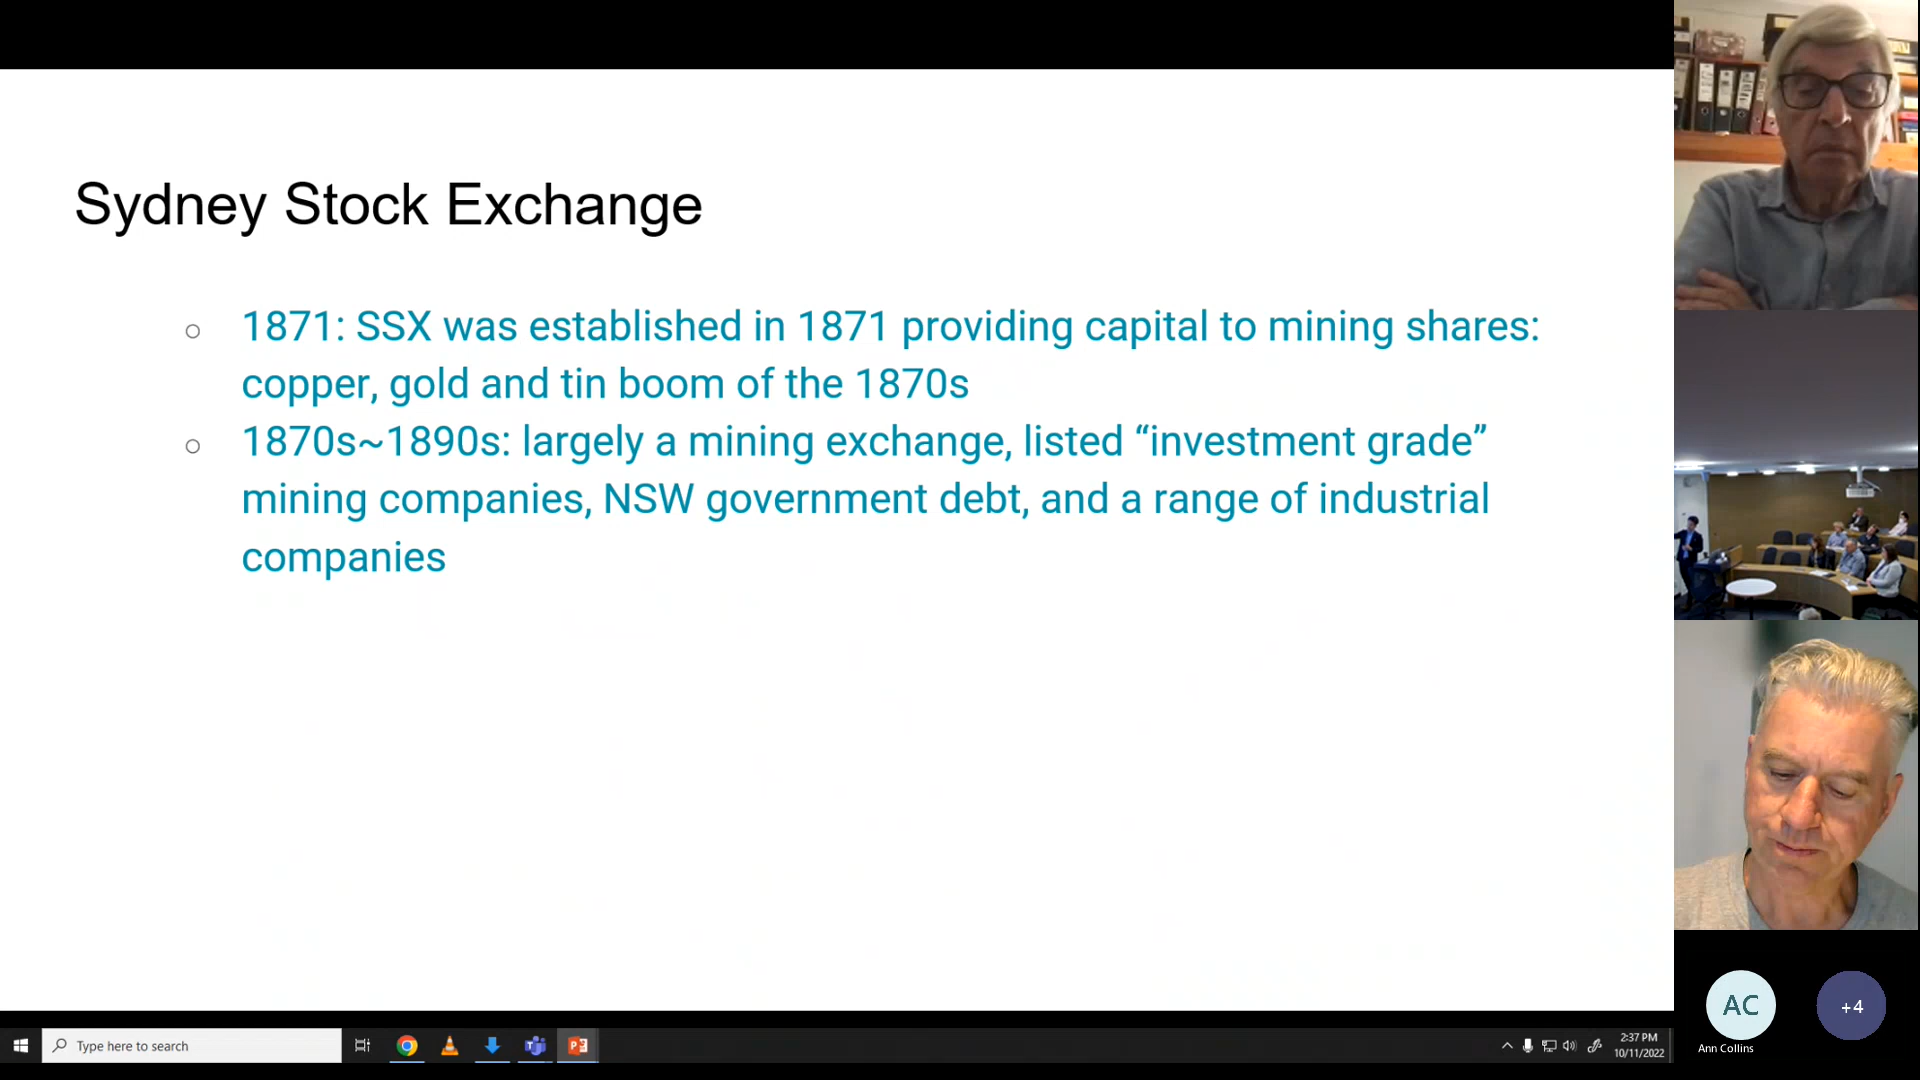 Sydney Stock Exchange
1871: SSX was established in 1871 providing capital to mining shares:
copper, gold and tin boom of the 1870s
1870s~1890s: largely a mining exchange, listed “investment grade”
mining companies, NSW government debt, and a range of industrial
companies
AC
+4
Ann Collins
Type here to search
2:37 PM
10/11/2022